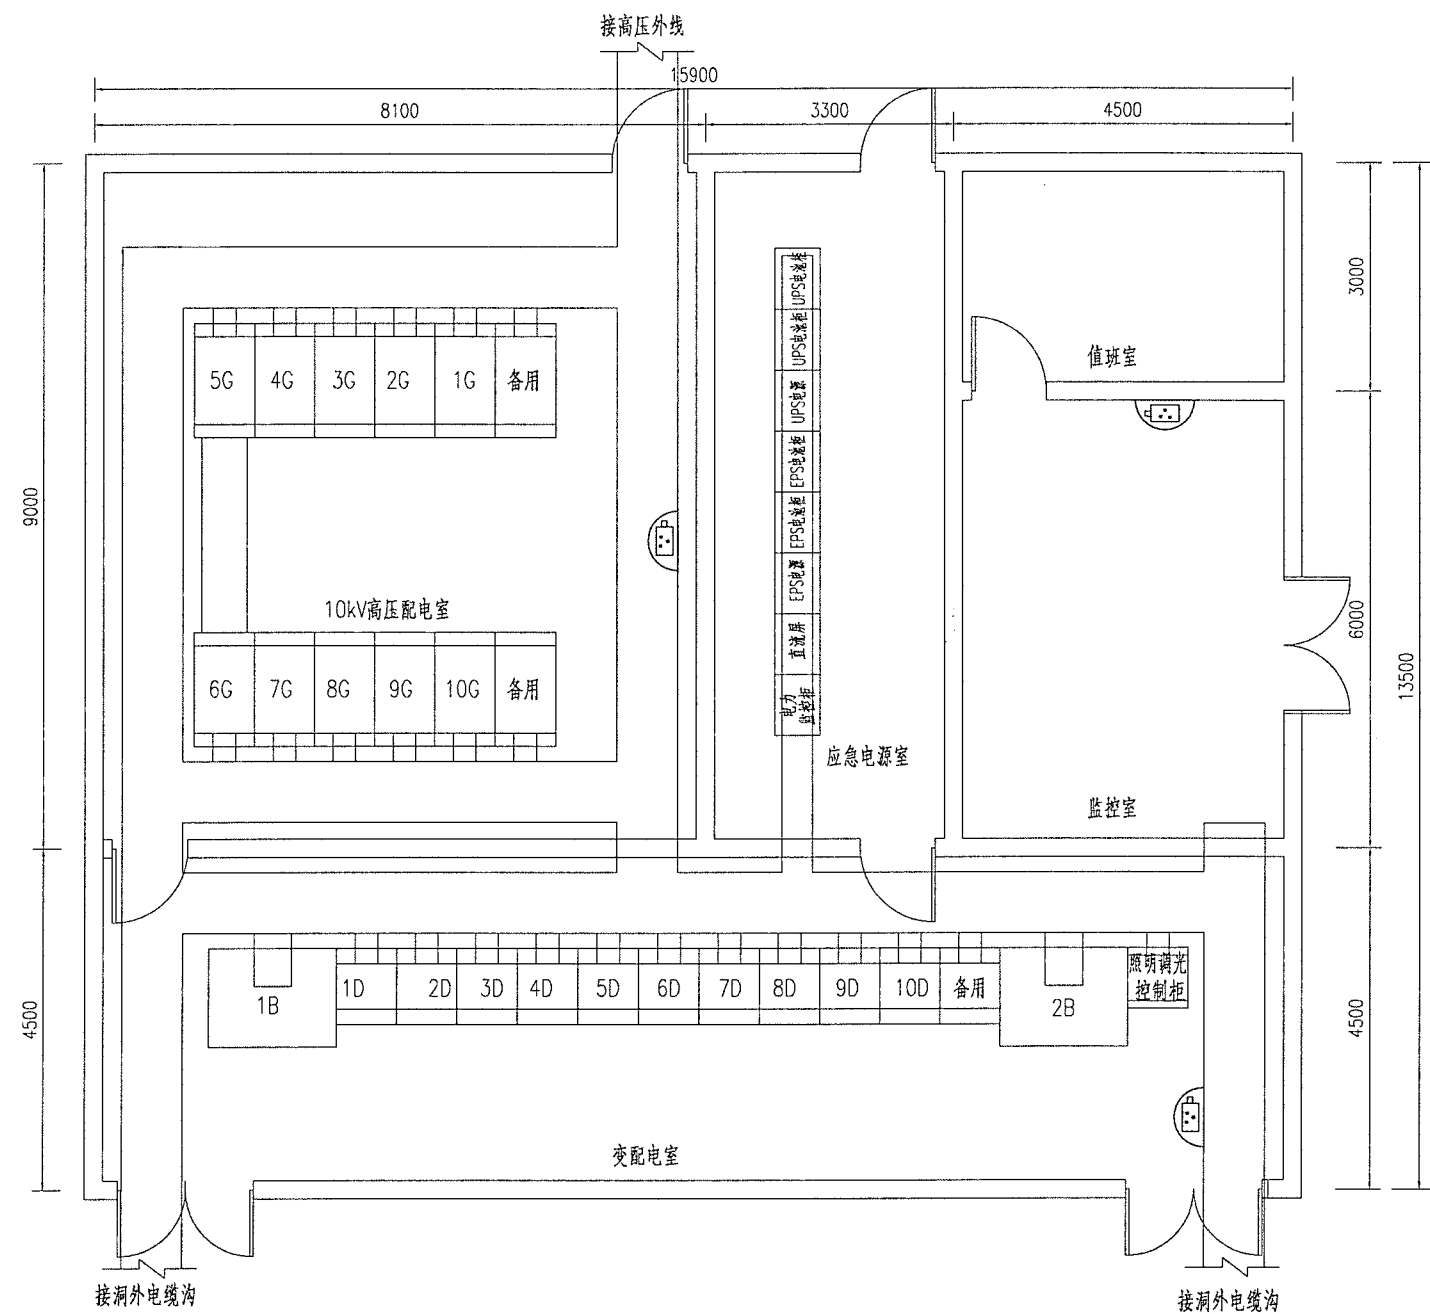 接高压外线
15900
8100
3300
4500
3000
9000
6000
13500
4500
4500
5G
4G
3G
2G
1G
备用
10kV高压配电室
6G
7G
8G
9G
10G
备用
UPS电池柜
UPS电池柜
UPS电源
EPS电池柜
EPS电池柜
EPS电源
直流屏
电力
监控柜
应急电源室
值班室
监控室
1B
1D
2D
3D
4D
5D
6D
7D
8D
9D
10D
备用
2B
照明调光
控制柜
变配电室
接洞外电缆沟
接洞外电缆沟